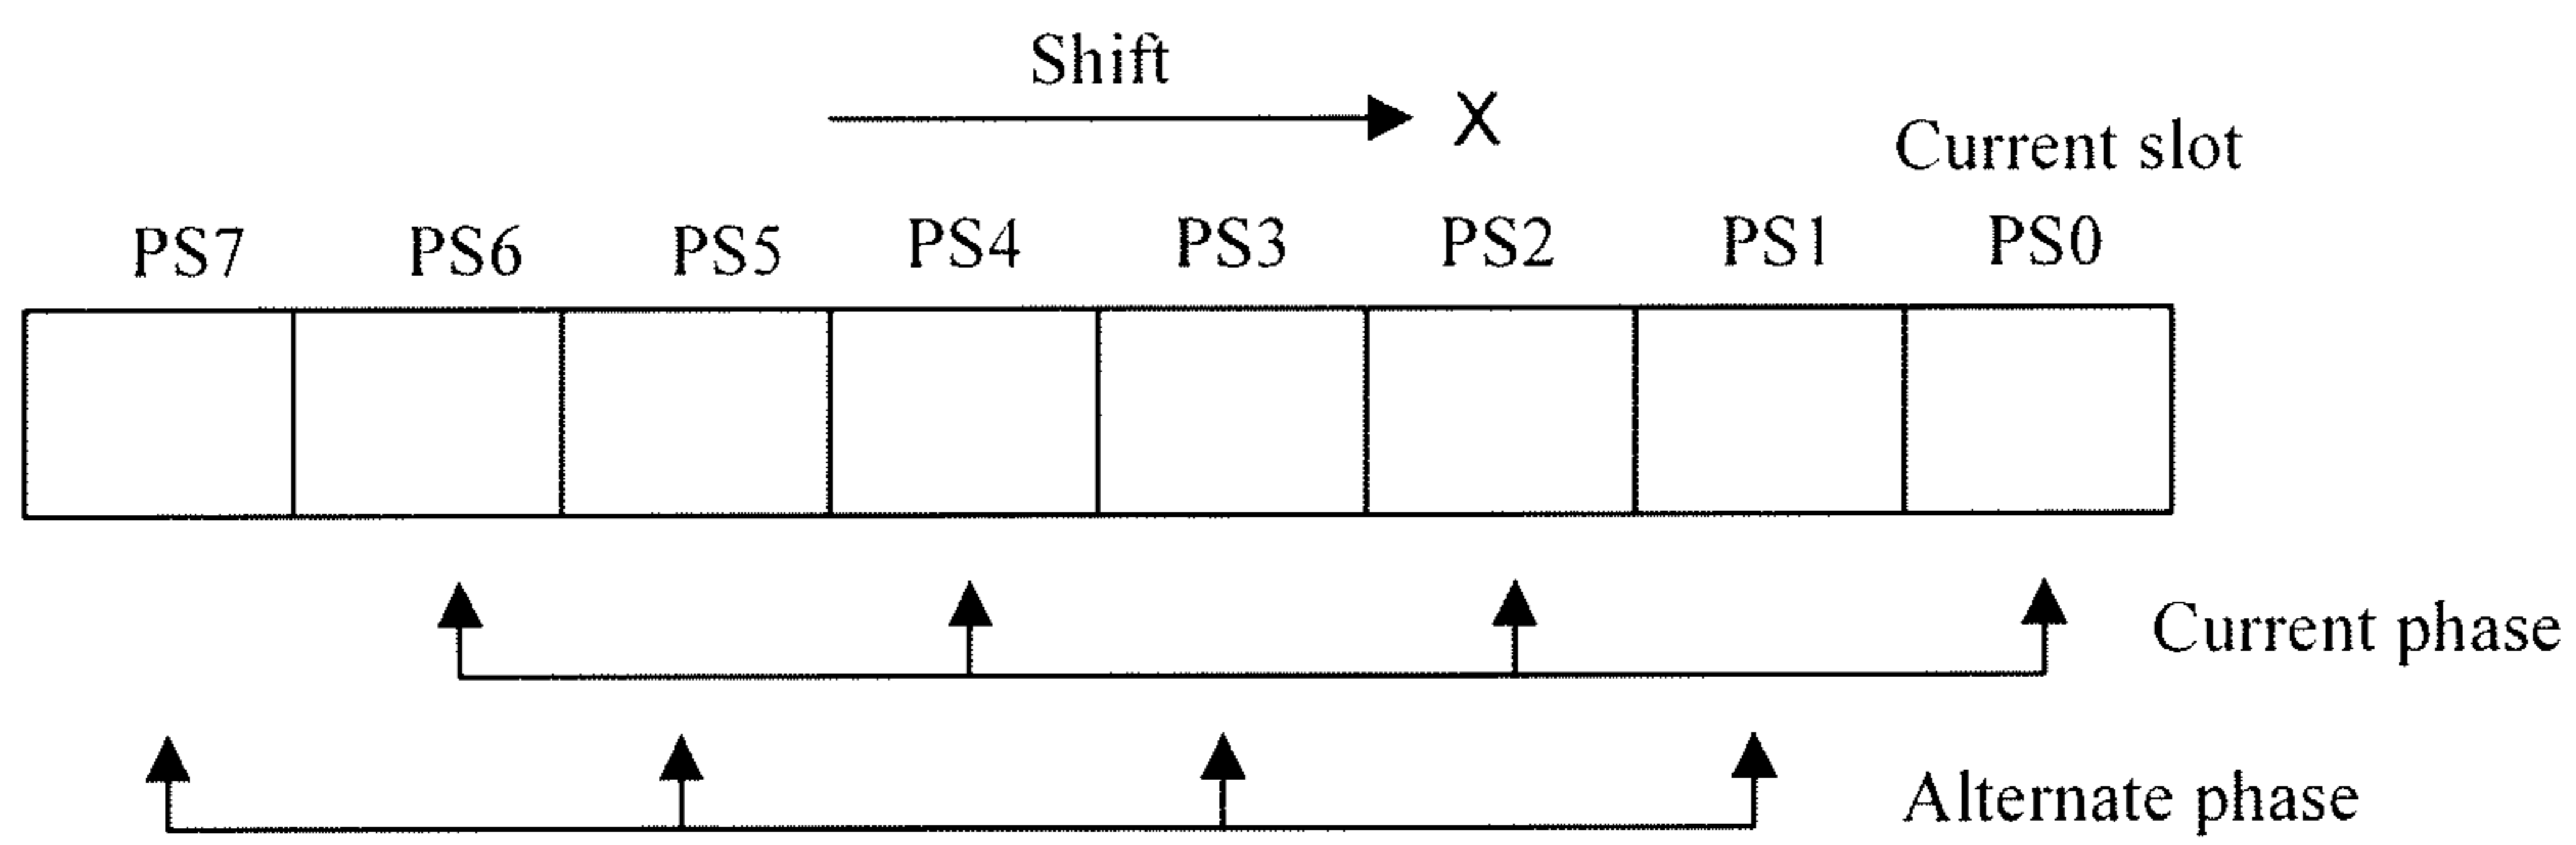 Shift
X
Current slot
PS7 PS6 PS5 PS4 PS3 PS2 PS1 PS0
Current phase
Alternate phase